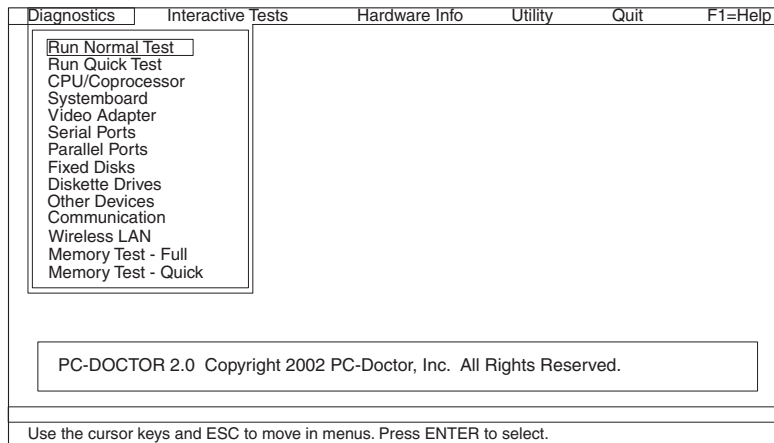 Diagnostics Interactive Tests Hardware Info Utility Quit F1=Help
Run Normal Test
Run Quick Test
CPU/Coprocessor
Systemboard
Video Adapter
Serial Ports
Parallel Ports
Fixed Disks
Diskette Drives
Other Devices
Communication
Wireless LAN
Memory Test - Full
Memory Test - Quick
PC-DOCTOR 2.0 Copyright 2002 PC-Doctor, Inc. All Rights Reserved.
Use the cursor keys and ESC to move in menus. Press ENTER to select.